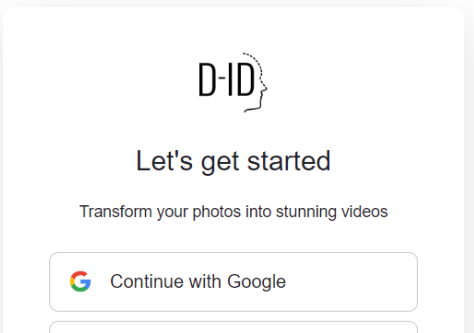 D-ID
Let's get started
Transform your photos into stunning videos
Continue with Google